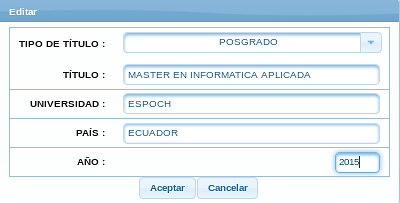 Editar
TIPO DE TÍTULO : POSGRADO
TÍTULO : MASTER EN INFORMATICA APLICADA
UNIVERSIDAD : ESPOCH
PAÍS : ECUADOR
AÑO : 2015
Aceptar Cancelar